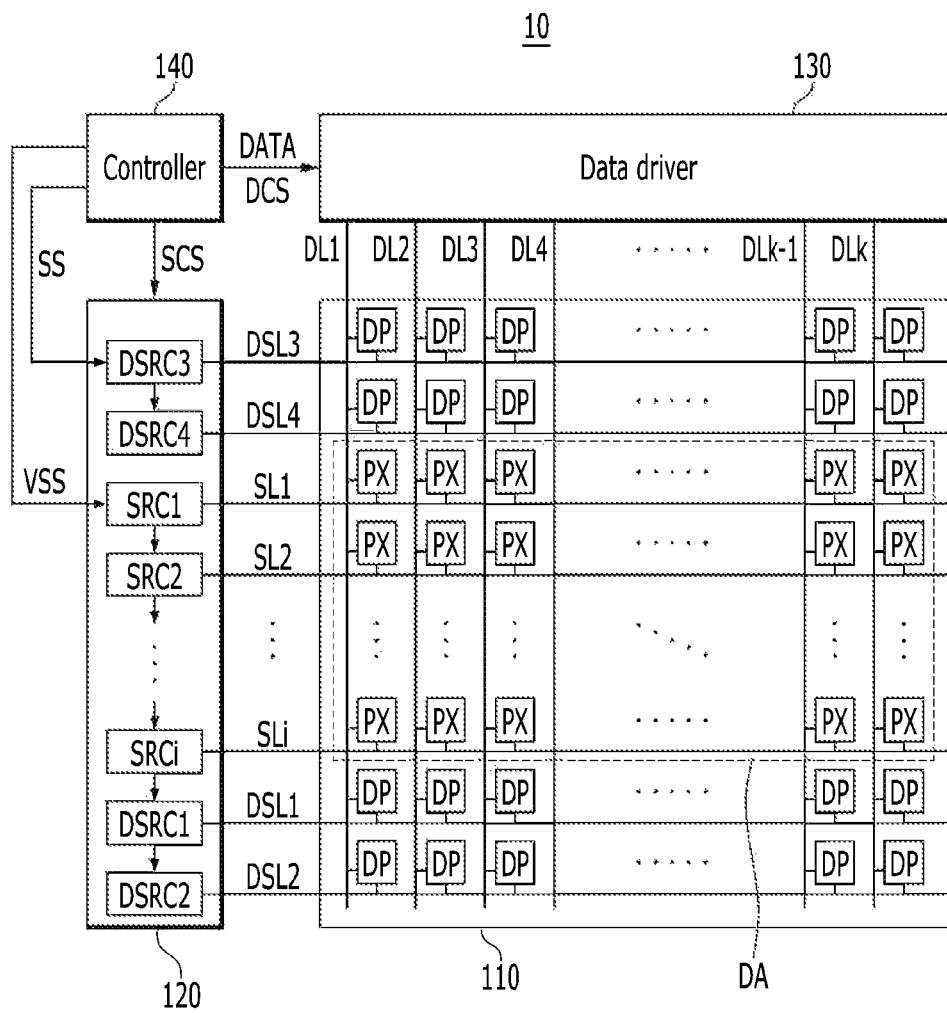 10
140
130
Controller
DATA
DCS
Data driver
SS
SCS
DL1 DL2 DL3 DL4 DLk-1 DLk
DSRC3 DSL3 DP DP DP DP DP
DSRC4 DSL4 DP DP DP DP DP
VSS SRC1 SL1 PX PX PX PX PX
SRC2 SL2 PX PX PX PX PX
SRCi SLi PX PX PX PX PX
DSRC1 DSL1 DP DP DP DP DP
DSRC2 DSL2 DP DP DP DP DP
120
110
DA